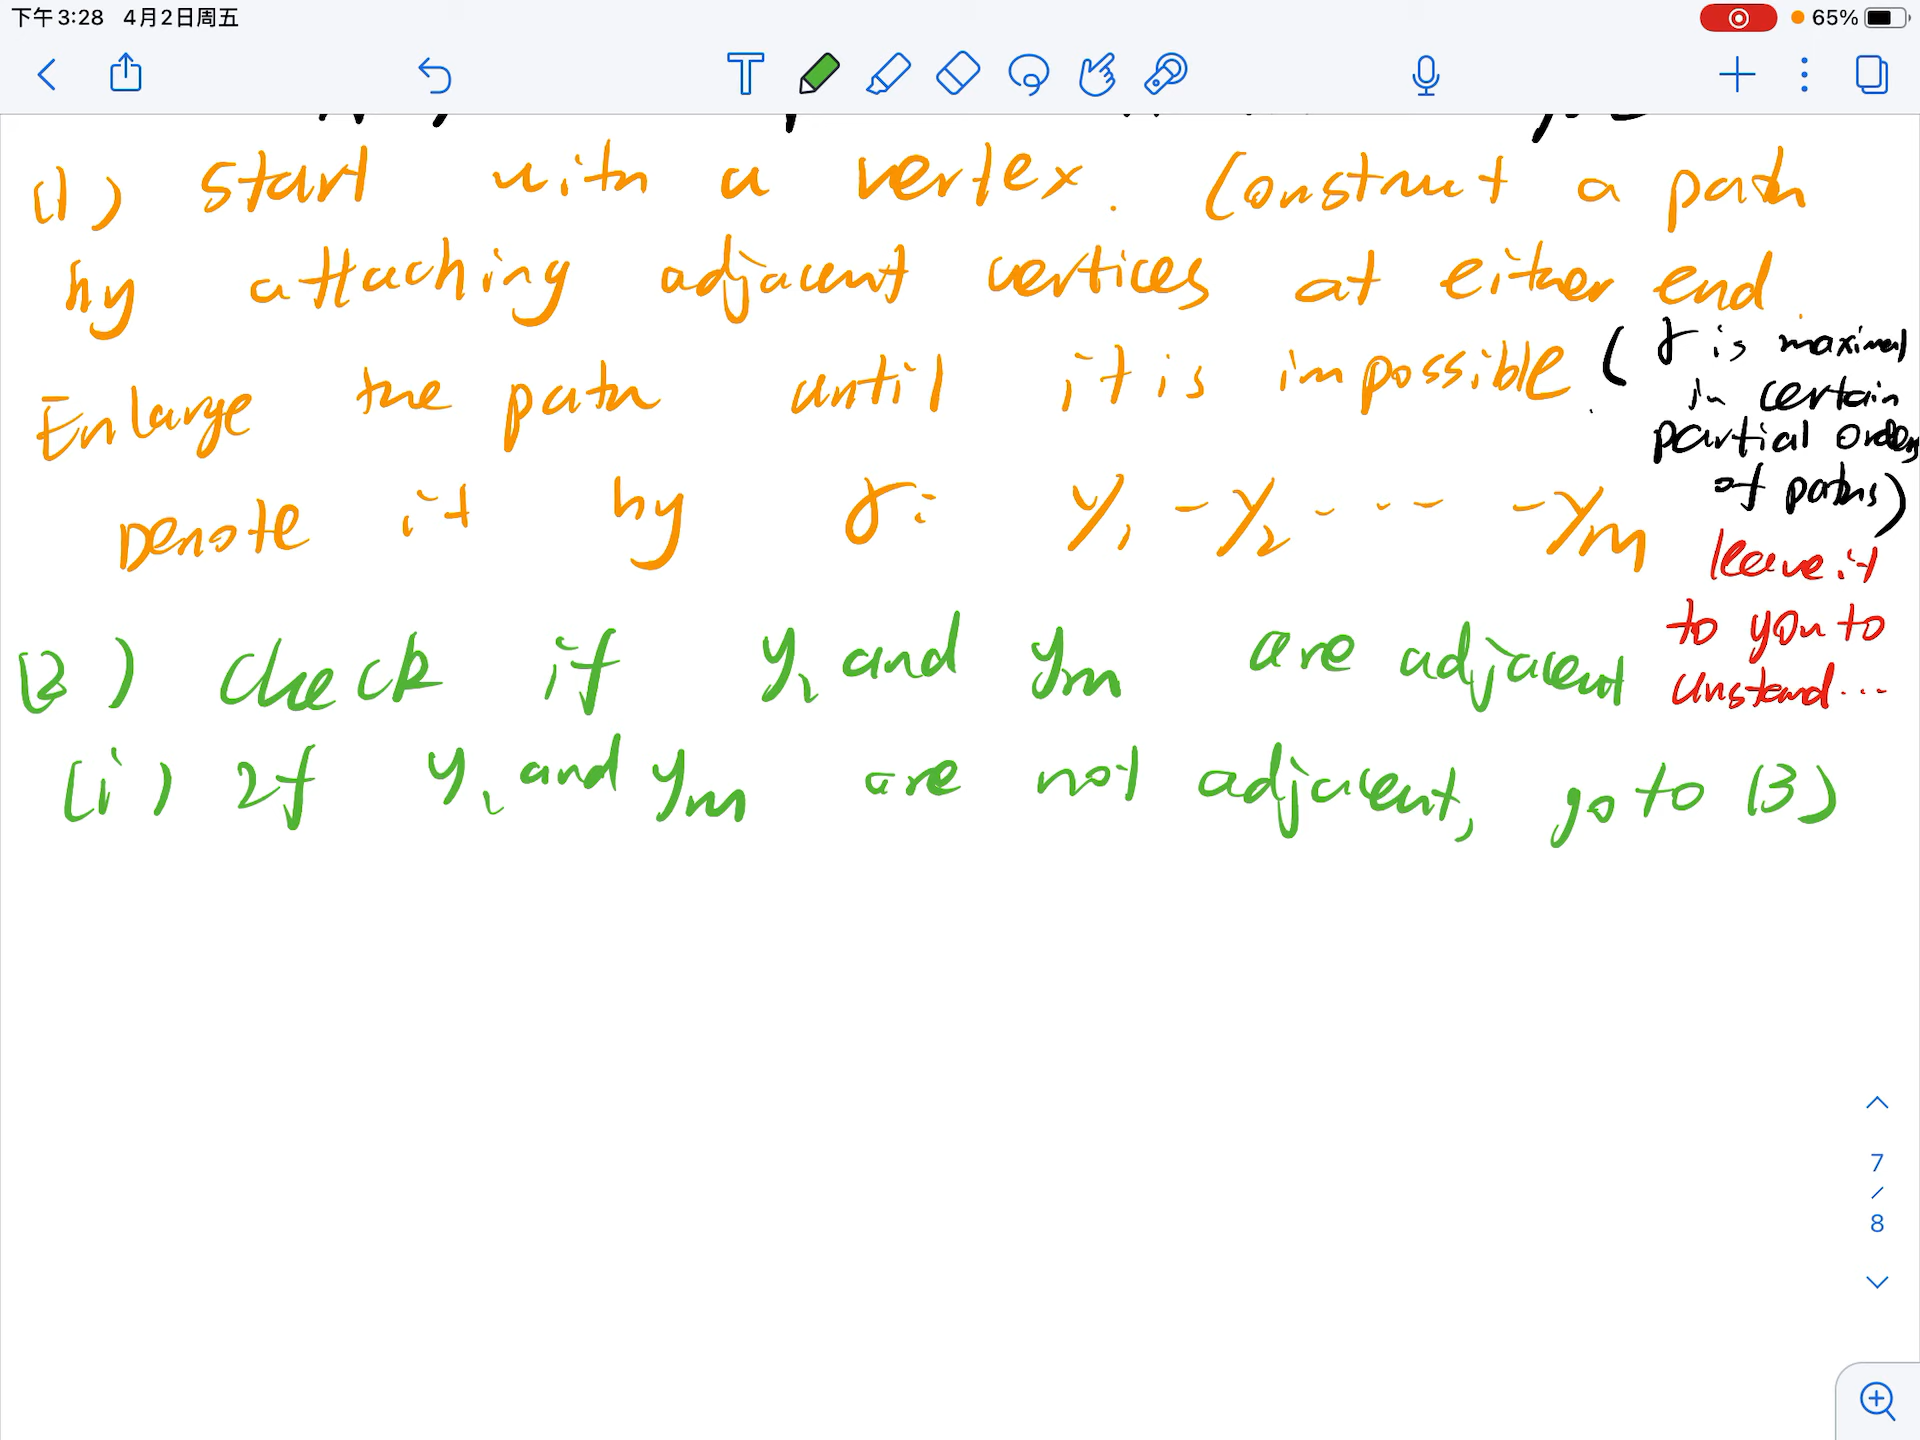 下午3:28 4月2日周五
65%
(1) start with a vertex. Construct a path
by attaching adjacent vertices at either end.
Enlarge the path until it is impossible. (γ is maximal
in certain
partial order
of paths)
Denote it by γ: y₁ - y₂ - ... - yₘ
leave it
to you to
unstand...
(2) Check if y₁ and yₘ are adjacent
(i) If y₁ and yₘ are not adjacent, go to (3)
7
/
8